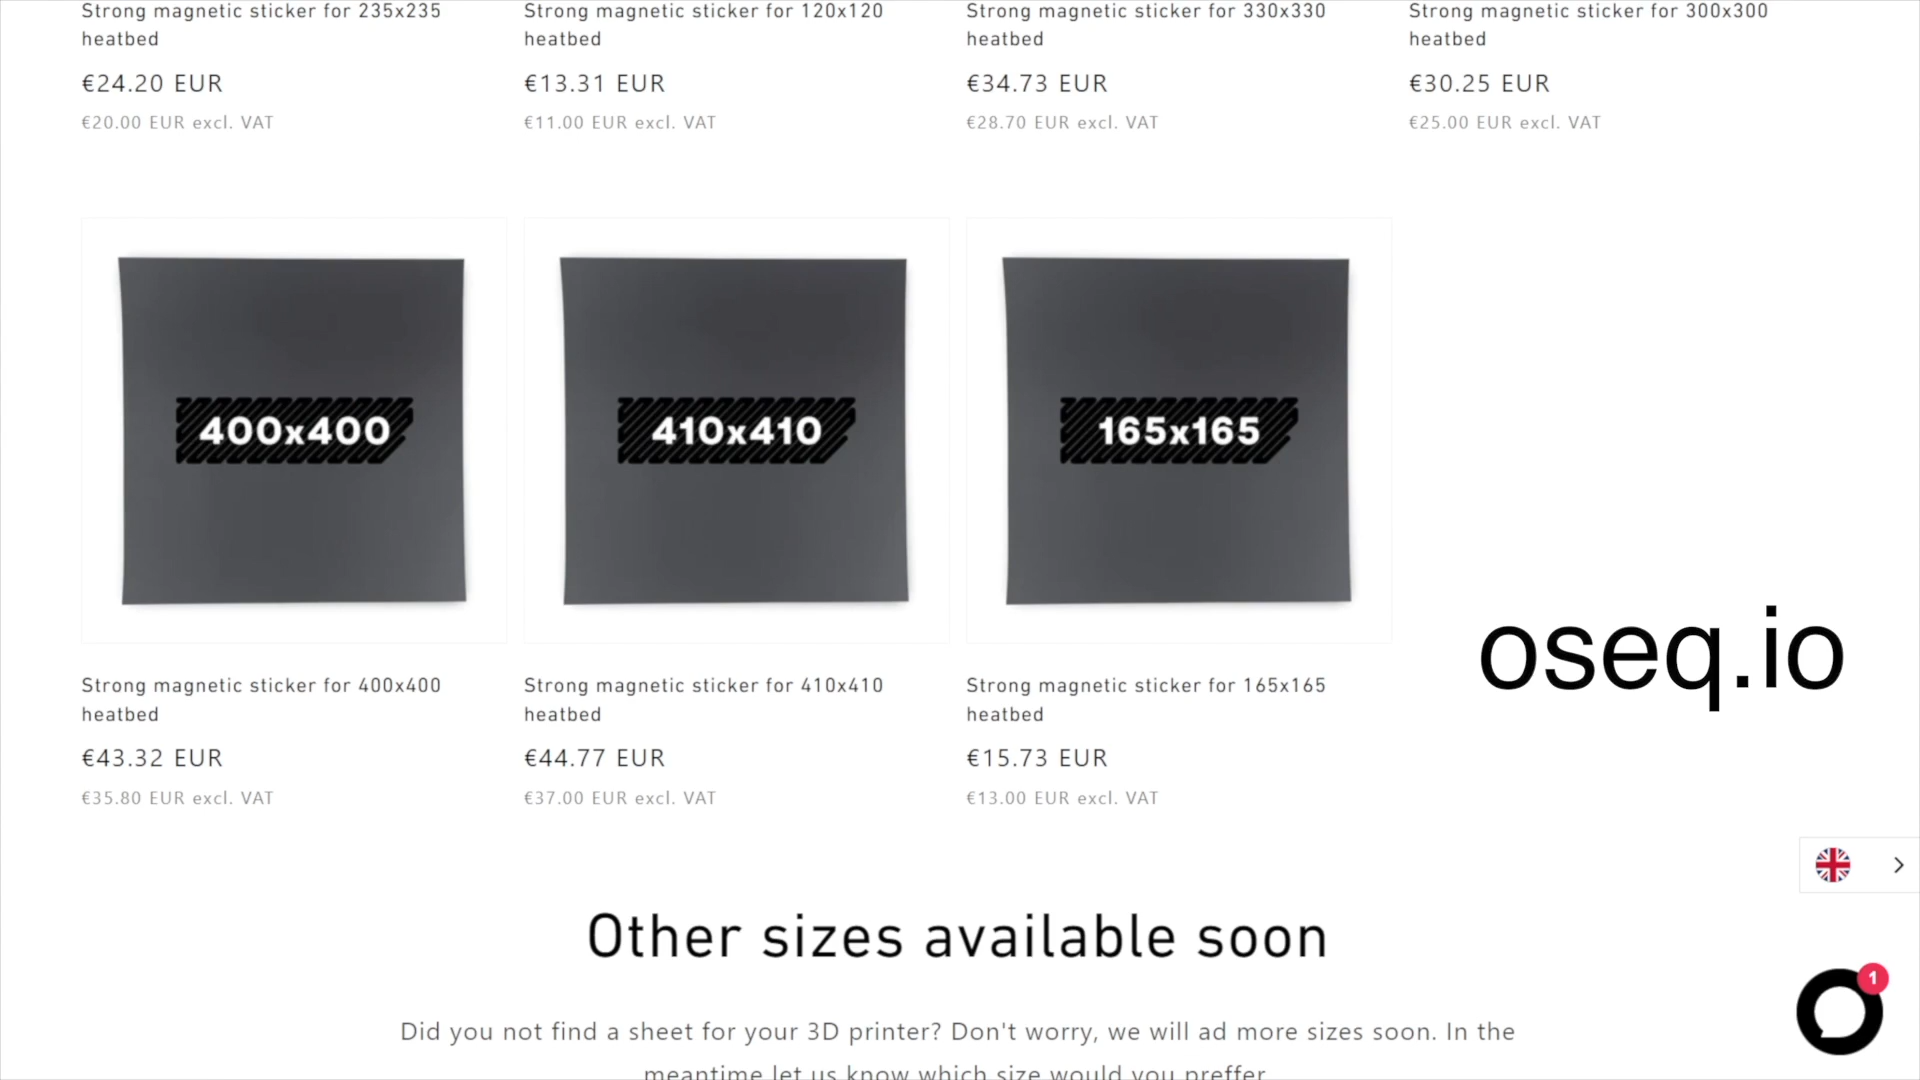 Strong magnetic sticker for 235x235
heatbed
€24.20 EUR
€20.00 EUR excl. VAT
Strong magnetic sticker for 120x120
heatbed
€13.31 EUR
€11.00 EUR excl. VAT
Strong magnetic sticker for 330x330
heatbed
€34.73 EUR
€28.70 EUR excl. VAT
Strong magnetic sticker for 300x300
heatbed
€30.25 EUR
€25.00 EUR excl. VAT
400x400
Strong magnetic sticker for 400x400
heatbed
€43.32 EUR
€35.80 EUR excl. VAT
410x410
Strong magnetic sticker for 410x410
heatbed
€44.77 EUR
€37.00 EUR excl. VAT
165x165
Strong magnetic sticker for 165x165
heatbed
€15.73 EUR
€13.00 EUR excl. VAT
oseq.io
Other sizes available soon
1
Did you not find a sheet for your 3D printer? Don't worry, we will ad more sizes soon. In the
meantime let us know which size would you preffer